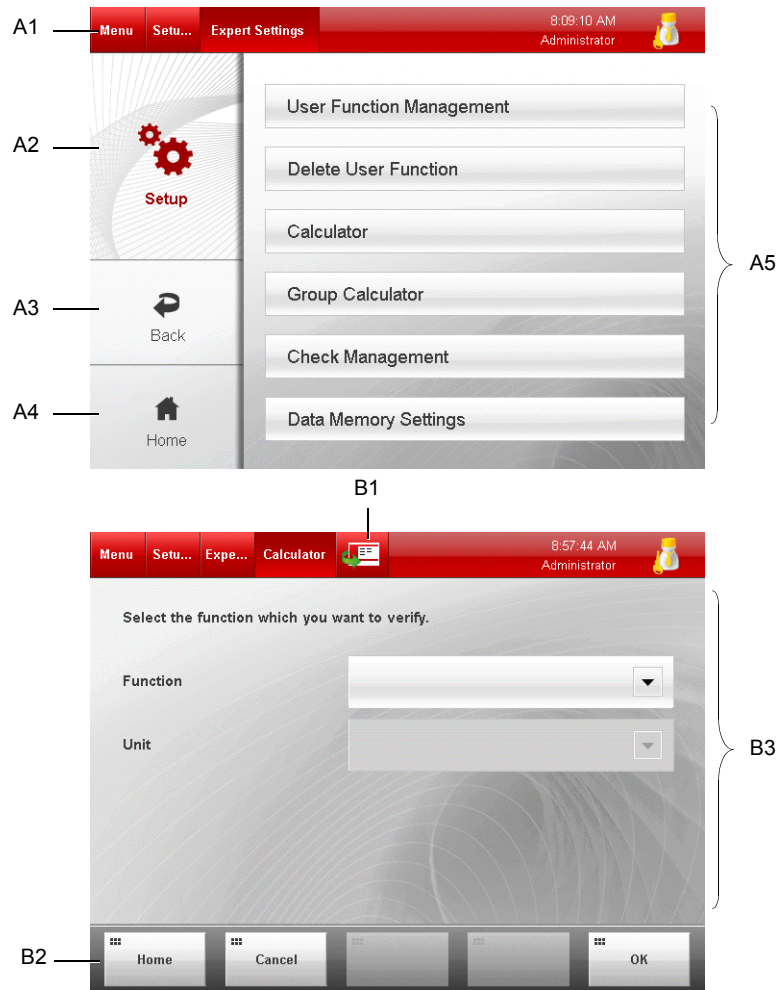 A1
Menu Setu... Expert Settings
8:09:10 AM
Administrator
A2
Setup
A3
Back
A4
Home
User Function Management
Delete User Function
Calculator
Group Calculator
Check Management
Data Memory Settings
A5
B1
Menu Setu... Expe... Calculator
8:57:44 AM
Administrator
Select the function which you want to verify.
Function
Unit
B3
B2
Home Cancel OK